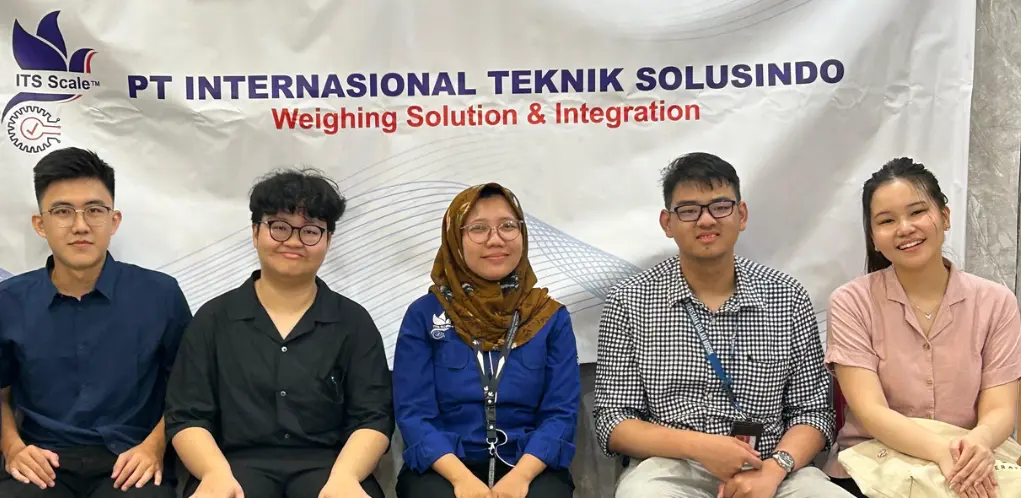 ITS Scale™
PT INTERNASIONAL TEKNIK SOLUSINDO
Weighing Solution & Integration